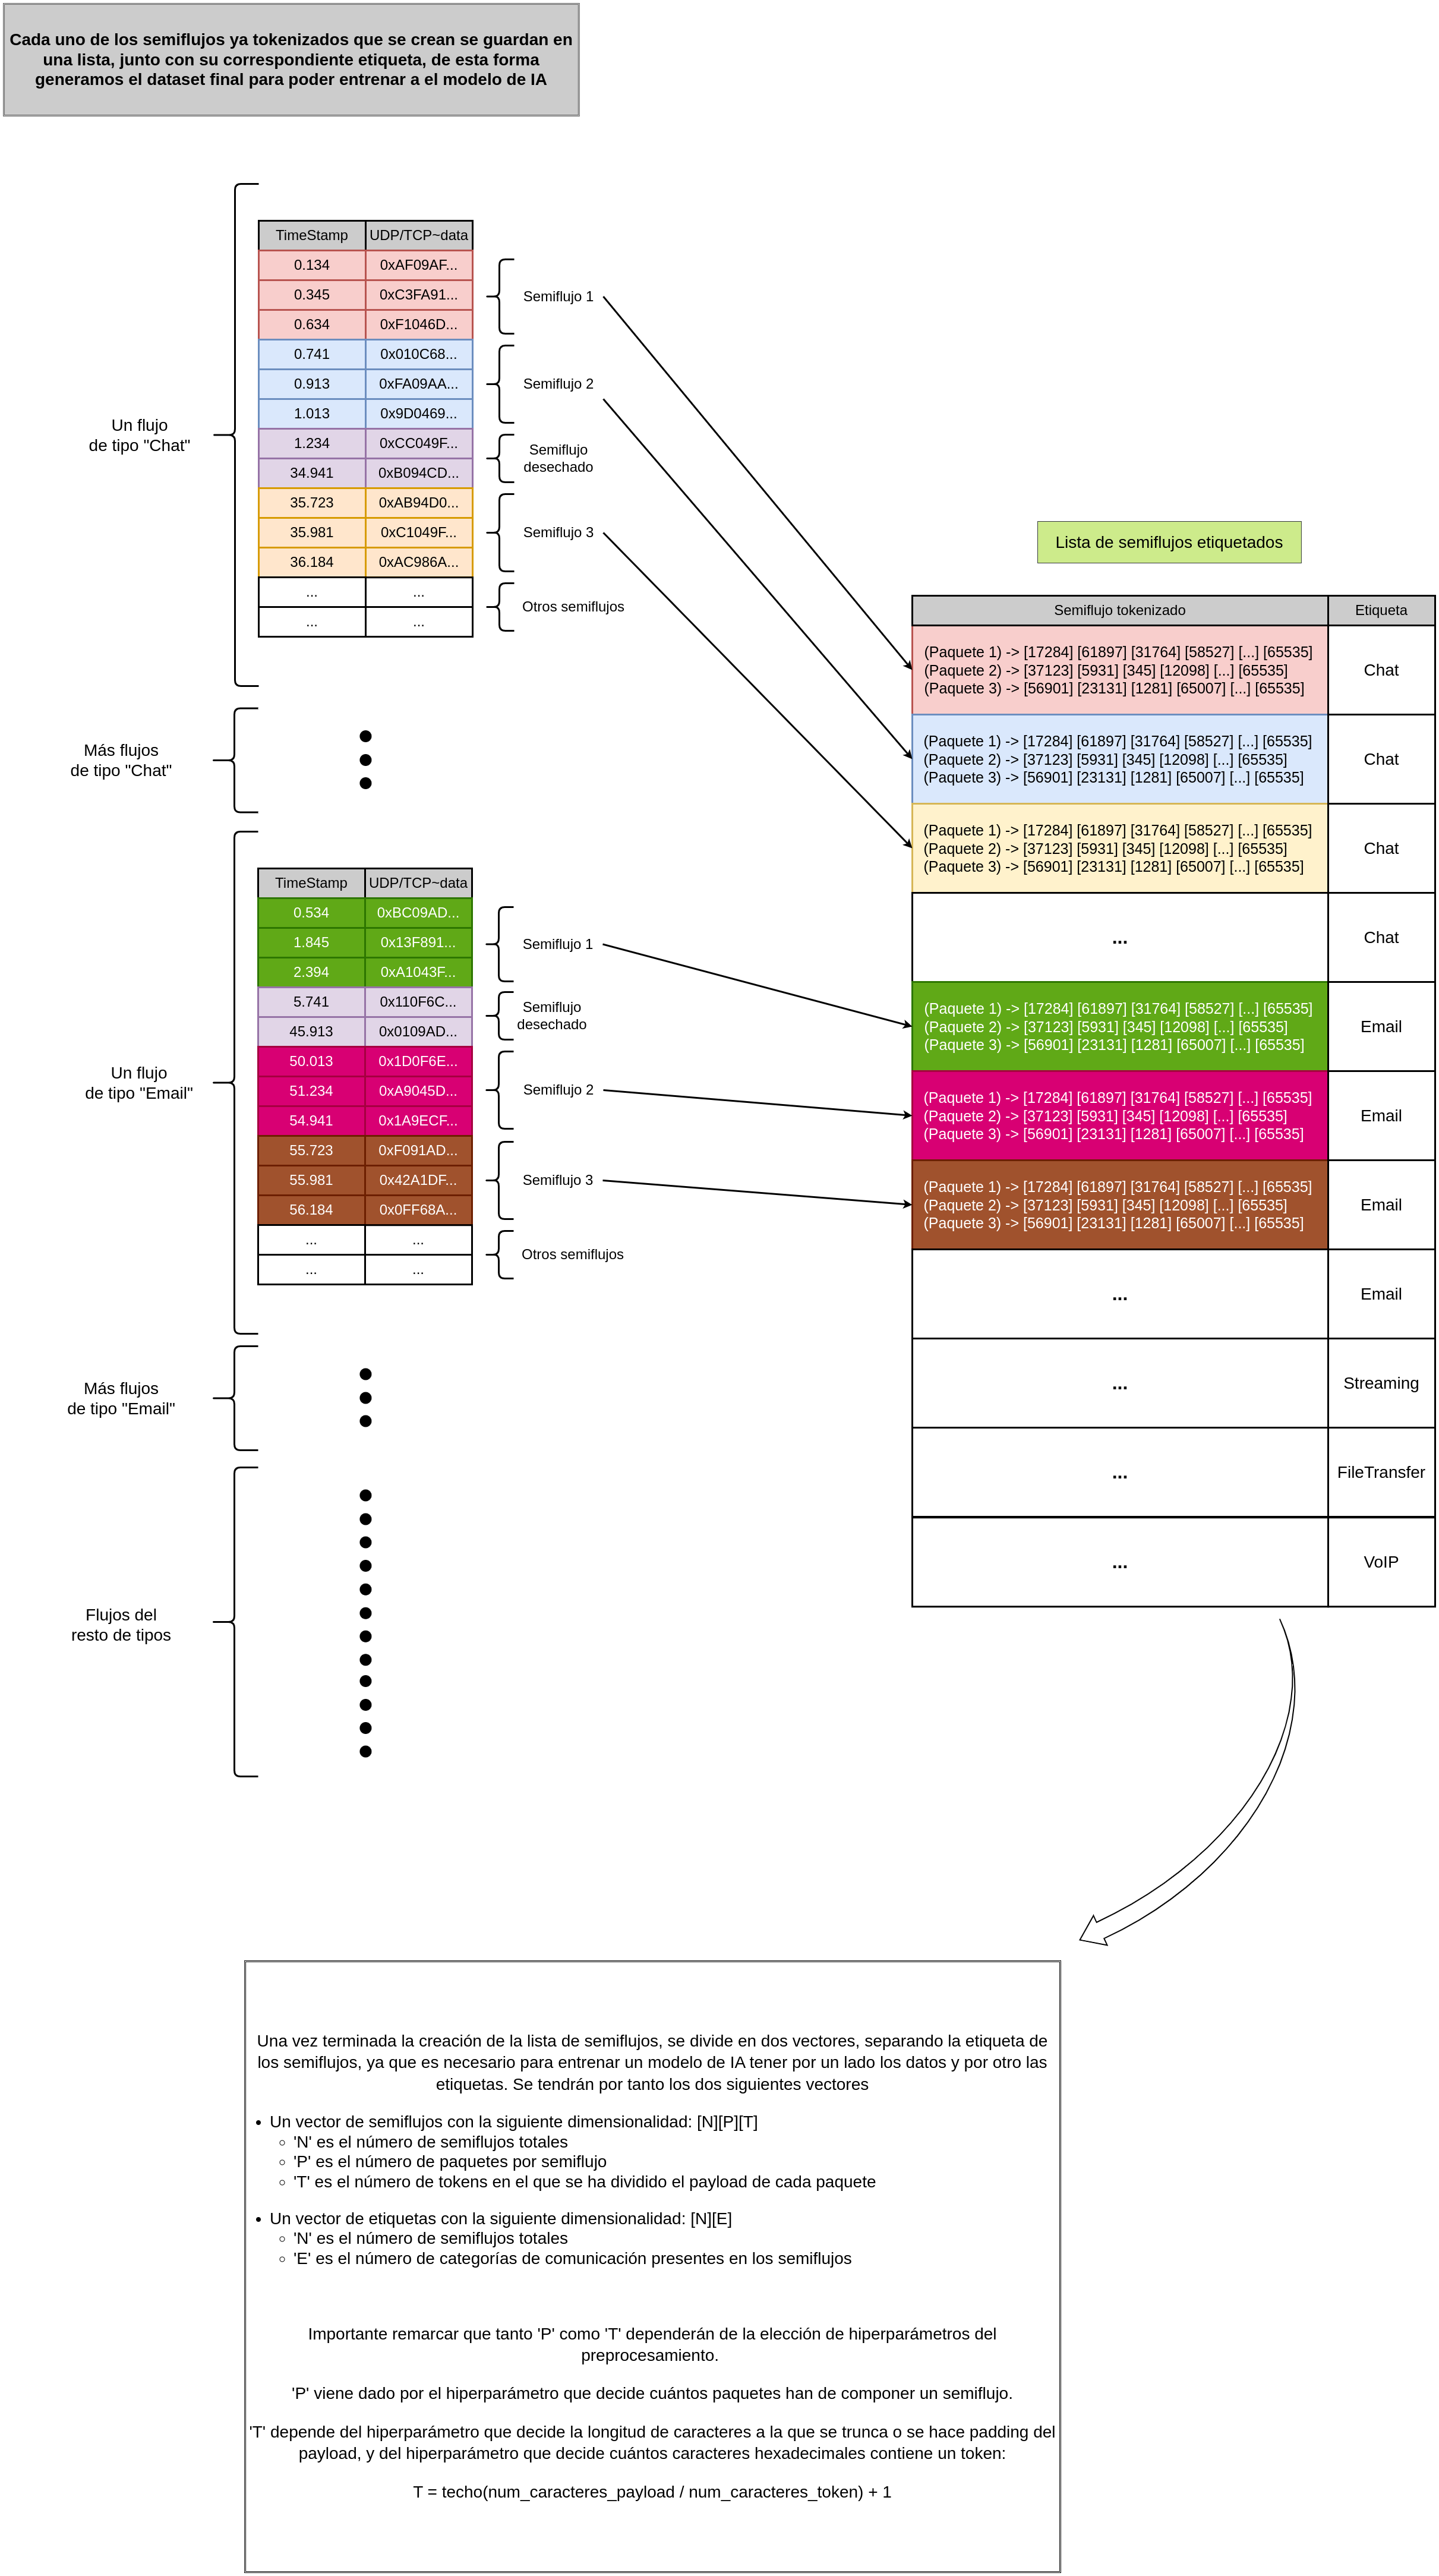 Cada uno de los semiflujos ya tokenizados que se crean se guardan en
una lista, junto con su correspondiente etiqueta, de esta forma
generamos el dataset final para poder entrenar a el modelo de IA
Un flujo
de tipo "Chat"
TimeStamp UDP/TCP~data
0.134 0xAF09AF...
0.345 0xC3FA91...
0.634 0xF1046D...
0.741 0x010C68...
0.913 0xFA09AA...
1.013 0x9D0469...
1.234 0xCC049F...
34.941 0xB094CD...
35.723 0xAB94D0...
35.981 0xC1049F...
36.184 0xAC986A...
... ...
... ...
Semiflujo 1
Semiflujo 2
Semiflujo
desechado
Semiflujo 3
Otros semiflujos
Más flujos
de tipo "Chat"
Un flujo
de tipo "Email"
TimeStamp UDP/TCP~data
0.534 0xBC09AD...
1.845 0x13F891...
2.394 0xA1043F...
5.741 0x110F6C...
45.913 0x0109AD...
50.013 0x1D0F6E...
51.234 0xA9045D...
54.941 0x1A9ECF...
55.723 0xF091AD...
55.981 0x42A1DF...
56.184 0x0FF68A...
... ...
... ...
Semiflujo 1
Semiflujo
desechado
Semiflujo 2
Semiflujo 3
Otros semiflujos
Más flujos
de tipo "Email"
Flujos del
resto de tipos
Lista de semiflujos etiquetados
Semiflujo tokenizado Etiqueta
(Paquete 1) -> [17284] [61897] [31764] [58527] [...] [65535]
(Paquete 2) -> [37123] [5931] [345] [12098] [...] [65535]
(Paquete 3) -> [56901] [23131] [1281] [65007] [...] [65535]
Chat
(Paquete 1) -> [17284] [61897] [31764] [58527] [...] [65535]
(Paquete 2) -> [37123] [5931] [345] [12098] [...] [65535]
(Paquete 3) -> [56901] [23131] [1281] [65007] [...] [65535]
Chat
(Paquete 1) -> [17284] [61897] [31764] [58527] [...] [65535]
(Paquete 2) -> [37123] [5931] [345] [12098] [...] [65535]
(Paquete 3) -> [56901] [23131] [1281] [65007] [...] [65535]
Chat
... Chat
(Paquete 1) -> [17284] [61897] [31764] [58527] [...] [65535]
(Paquete 2) -> [37123] [5931] [345] [12098] [...] [65535]
(Paquete 3) -> [56901] [23131] [1281] [65007] [...] [65535]
Email
(Paquete 1) -> [17284] [61897] [31764] [58527] [...] [65535]
(Paquete 2) -> [37123] [5931] [345] [12098] [...] [65535]
(Paquete 3) -> [56901] [23131] [1281] [65007] [...] [65535]
Email
(Paquete 1) -> [17284] [61897] [31764] [58527] [...] [65535]
(Paquete 2) -> [37123] [5931] [345] [12098] [...] [65535]
(Paquete 3) -> [56901] [23131] [1281] [65007] [...] [65535]
Email
... Email
... Streaming
... FileTransfer
... VoIP
Una vez terminada la creación de la lista de semiflujos, se divide en dos vectores, separando la etiqueta de
los semiflujos, ya que es necesario para entrenar un modelo de IA tener por un lado los datos y por otro las
etiquetas. Se tendrán por tanto los dos siguientes vectores
• Un vector de semiflujos con la siguiente dimensionalidad: [N][P][T]
◦ 'N' es el número de semiflujos totales
◦ 'P' es el número de paquetes por semiflujo
◦ 'T' es el número de tokens en el que se ha dividido el payload de cada paquete
• Un vector de etiquetas con la siguiente dimensionalidad: [N][E]
◦ 'N' es el número de semiflujos totales
◦ 'E' es el número de categorías de comunicación presentes en los semiflujos
Importante remarcar que tanto 'P' como 'T' dependerán de la elección de hiperparámetros del
preprocesamiento.
'P' viene dado por el hiperparámetro que decide cuántos paquetes han de componer un semiflujo.
'T' depende del hiperparámetro que decide la longitud de caracteres a la que se trunca o se hace padding del
payload, y del hiperparámetro que decide cuántos caracteres hexadecimales contiene un token:
T = techo(num_caracteres_payload / num_caracteres_token) + 1